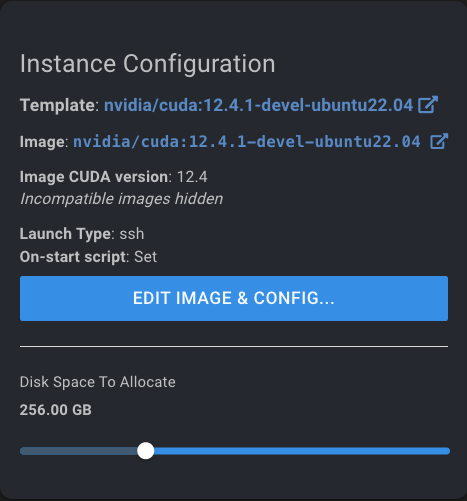 Instance Configuration
Template: nvidia/cuda:12.4.1-devel-ubuntu22.04
Image: nvidia/cuda:12.4.1-devel-ubuntu22.04
Image CUDA version: 12.4
Incompatible images hidden
Launch Type: ssh
On-start script: Set
EDIT IMAGE & CONFIG...
Disk Space To Allocate
256.00 GB